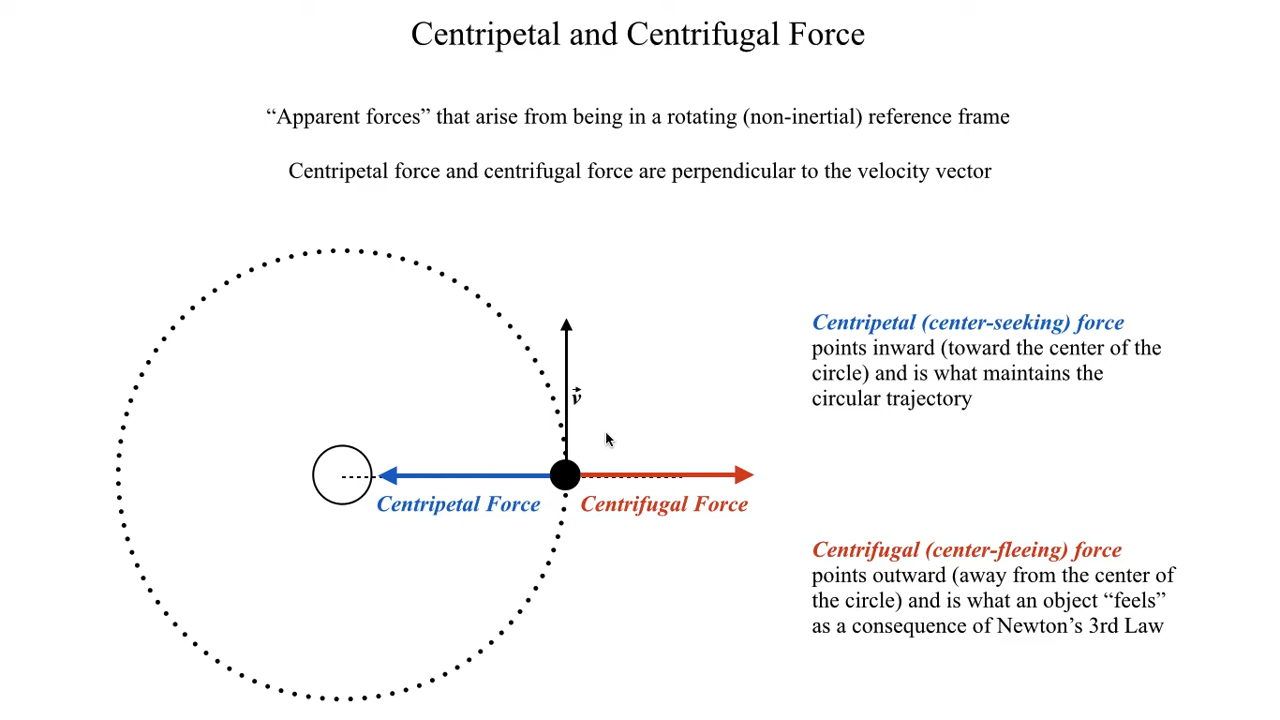 Centripetal and Centrifugal Force
“Apparent forces” that arise from being in a rotating (non-inertial) reference frame
Centripetal force and centrifugal force are perpendicular to the velocity vector
Centripetal (center-seeking) force
points inward (toward the center of the
circle) and is what maintains the
circular trajectory
v⃗
Centripetal Force
Centrifugal Force
Centrifugal (center-fleeing) force
points outward (away from the center of
the circle) and is what an object “feels”
as a consequence of Newton’s 3rd Law